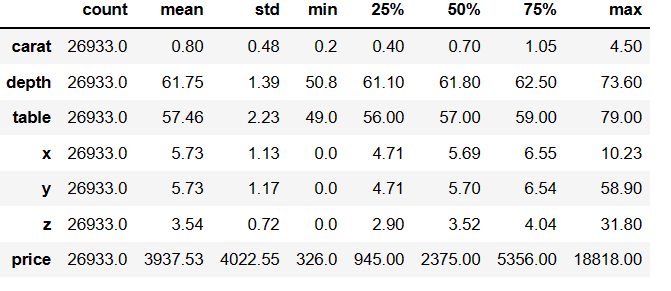 count mean std min 25% 50% 75% max
carat 26933.0 0.80 0.48 0.2 0.40 0.70 1.05 4.50
depth 26933.0 61.75 1.39 50.8 61.10 61.80 62.50 73.60
table 26933.0 57.46 2.23 49.0 56.00 57.00 59.00 79.00
x 26933.0 5.73 1.13 0.0 4.71 5.69 6.55 10.23
y 26933.0 5.73 1.17 0.0 4.71 5.70 6.54 58.90
z 26933.0 3.54 0.72 0.0 2.90 3.52 4.04 31.80
price 26933.0 3937.53 4022.55 326.0 945.00 2375.00 5356.00 18818.00